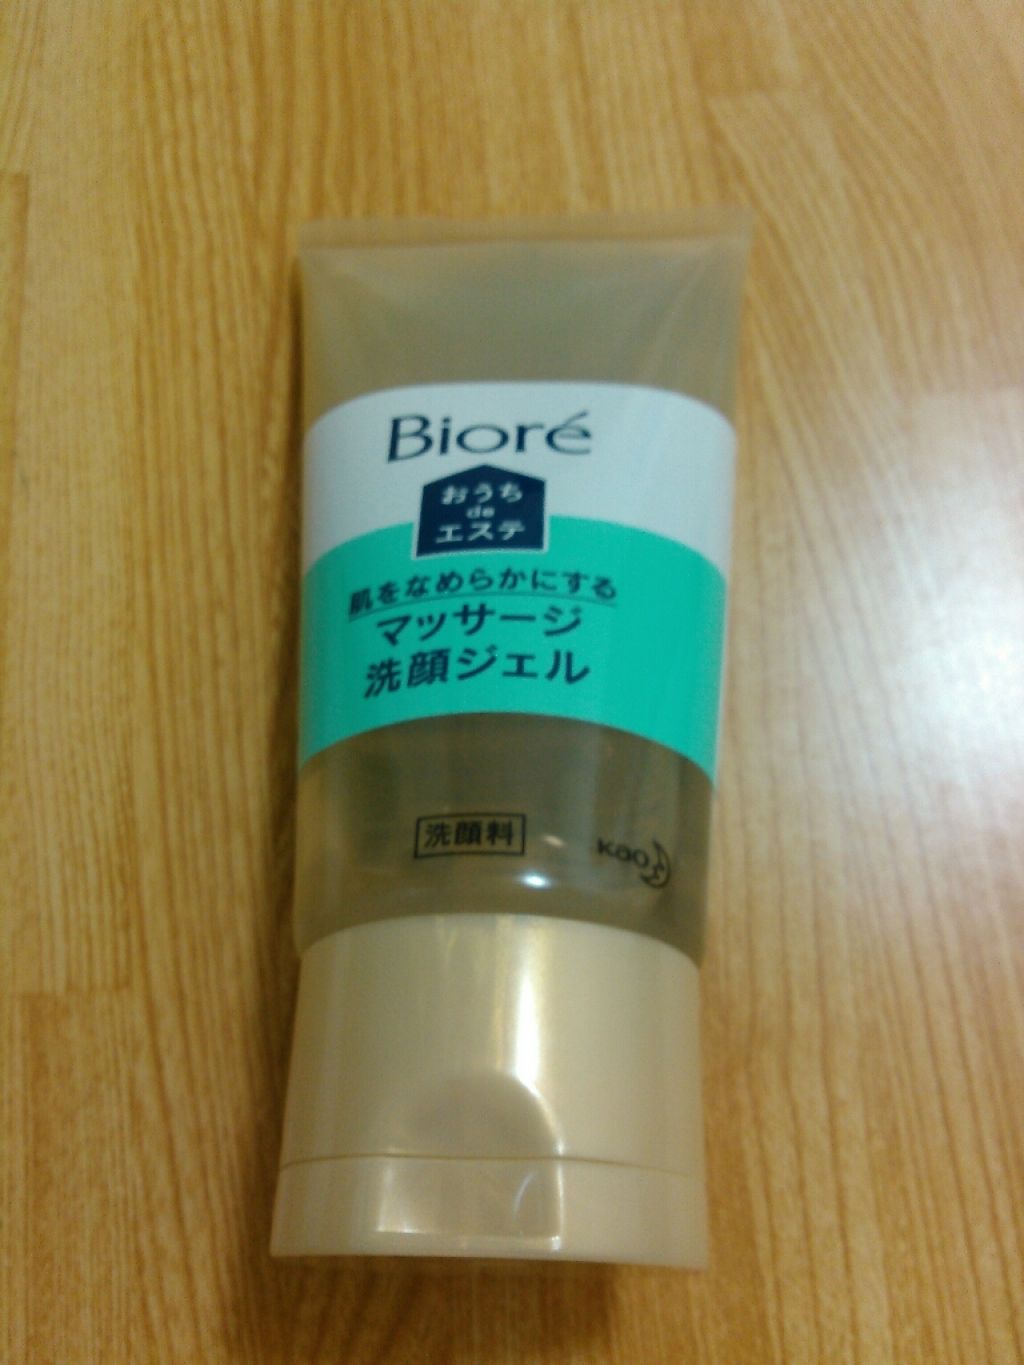 Bioré
おうち
de
エステ
肌をなめらかにする
マッサージ
洗顔ジェル
洗顔料
Kao